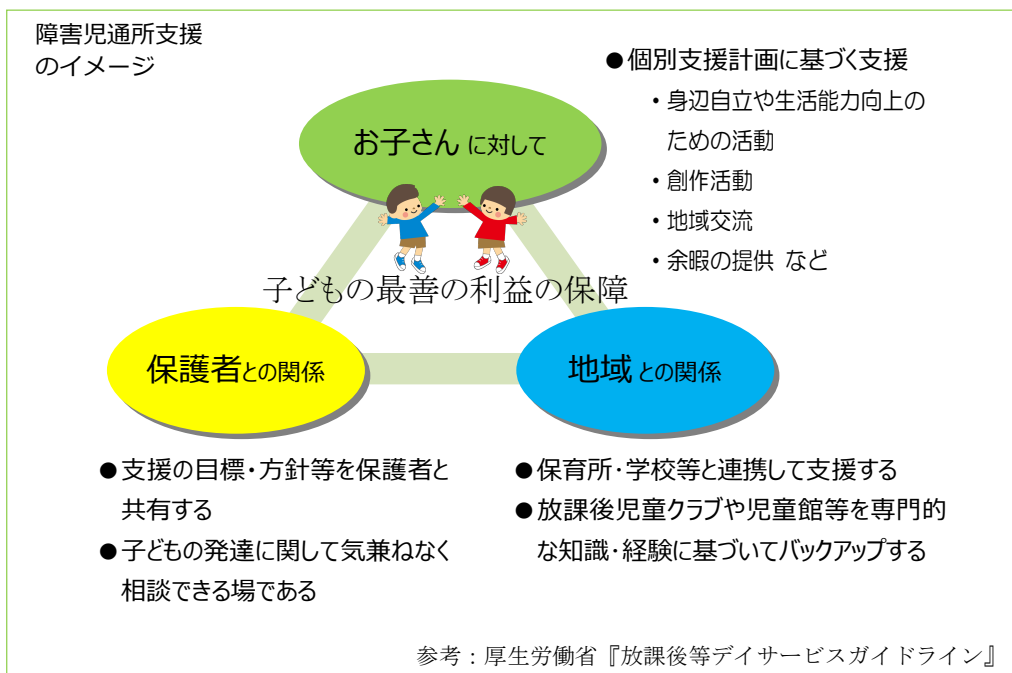 障害児通所支援
のイメージ
●個別支援計画に基づく支援
・身辺自立や生活能力向上の
ための活動
・創作活動
・地域交流
・余暇の提供 など
お子さん に対して
子どもの最善の利益の保障
保護者との関係
地域 との関係
●支援の目標・方針等を保護者と
共有する
●子どもの発達に関して気兼ねなく
相談できる場である
●保育所・学校等と連携して支援する
●放課後児童クラブや児童館等を専門的
な知識・経験に基づいてバックアップする
参考：厚生労働省『放課後等デイサービスガイドライン』